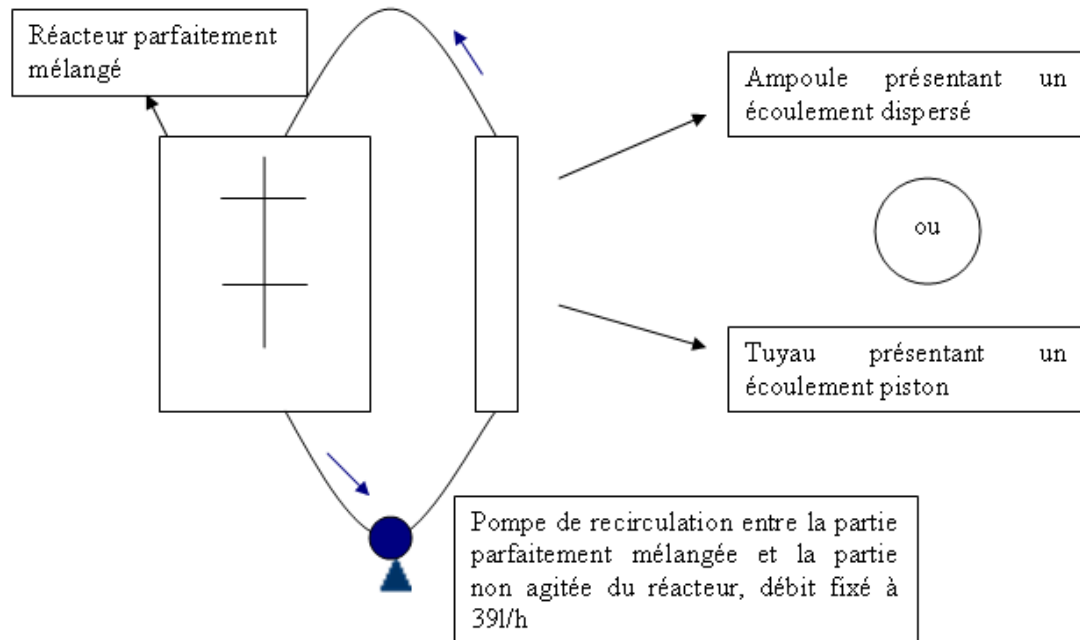 Réacteur parfaitement
mélangé
Ampoule présentant un
écoulement dispersé
ou
Tuyau présentant un
écoulement piston
Pompe de recirculation entre la partie
parfaitement mélangée et la partie
non agitée du réacteur, débit fixé à
39l/h